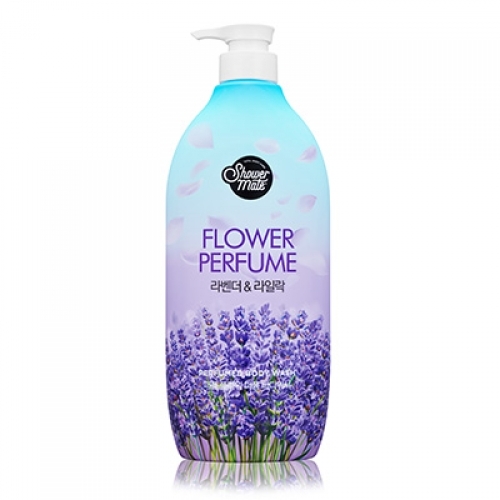 Shower
Mate
FLOWER
PERFUME
라벤더 & 라일락
PERFUMED BODY WASH